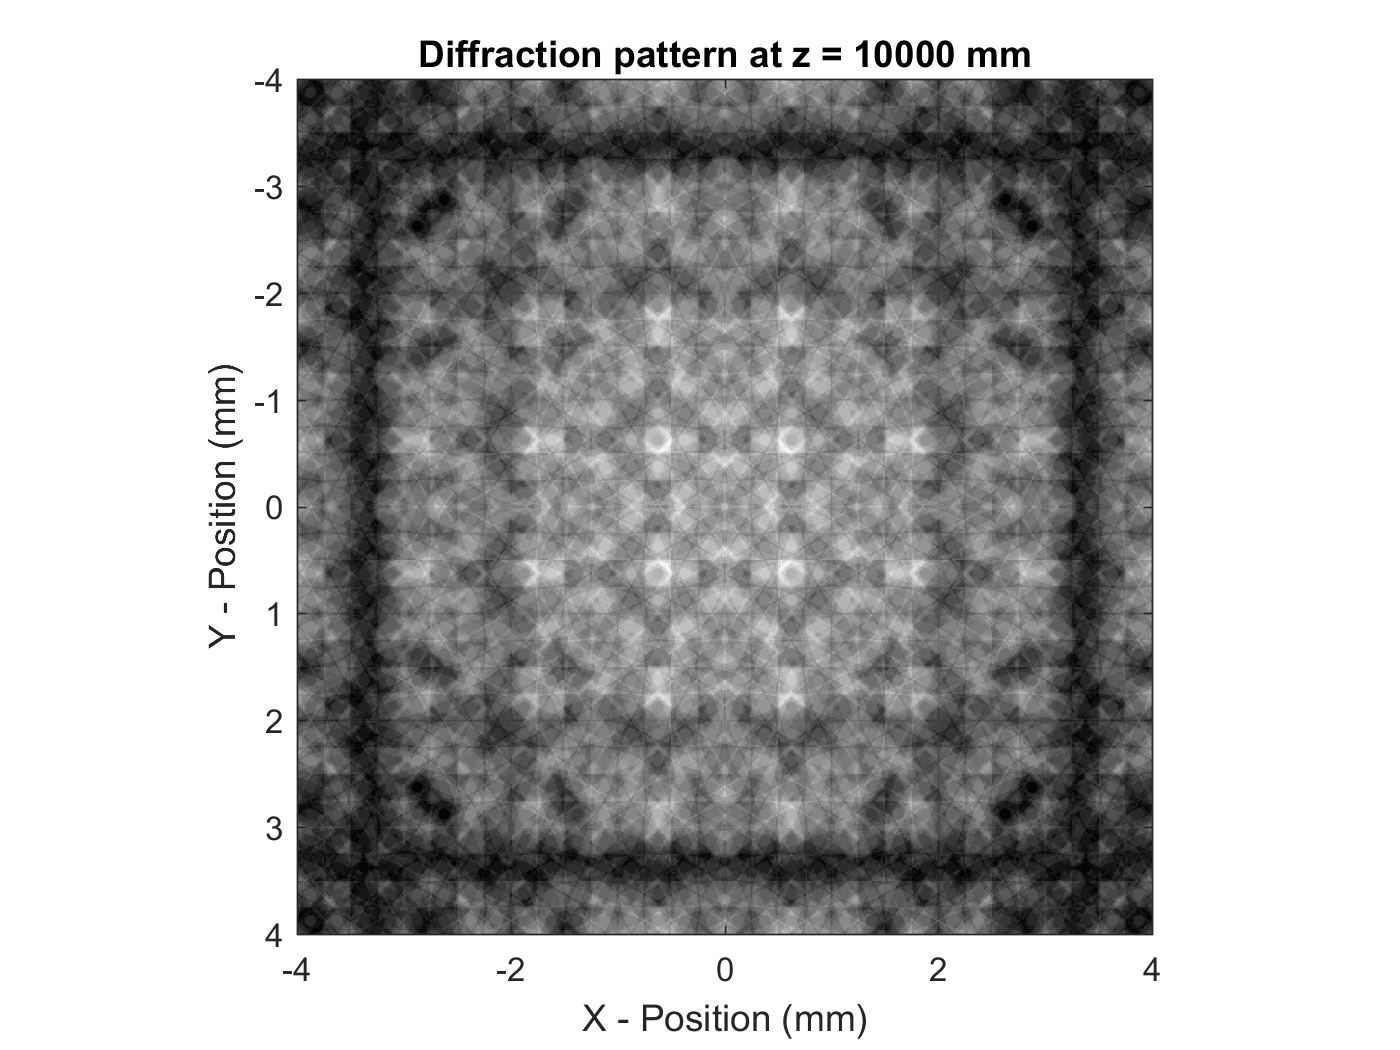 Diffraction pattern at z = 10000 mm
-4
-3
-2
-1
0
1
2
3
4
Y - Position (mm)
-4 -2 0 2 4
X - Position (mm)